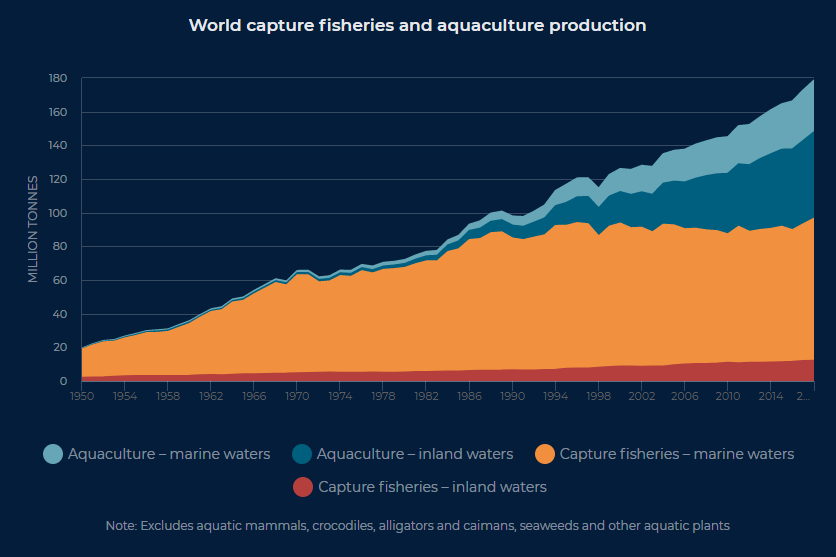 World capture fisheries and aquaculture production
MILLION TONNES
180
160
140
120
100
80
60
40
20
0
1950 1954 1958 1962 1966 1970 1974 1978 1982 1986 1990 1994 1998 2002 2006 2010 2014 2...
Aquaculture – marine waters Aquaculture – inland waters Capture fisheries – marine waters
Capture fisheries – inland waters
Note: Excludes aquatic mammals, crocodiles, alligators and caimans, seaweeds and other aquatic plants